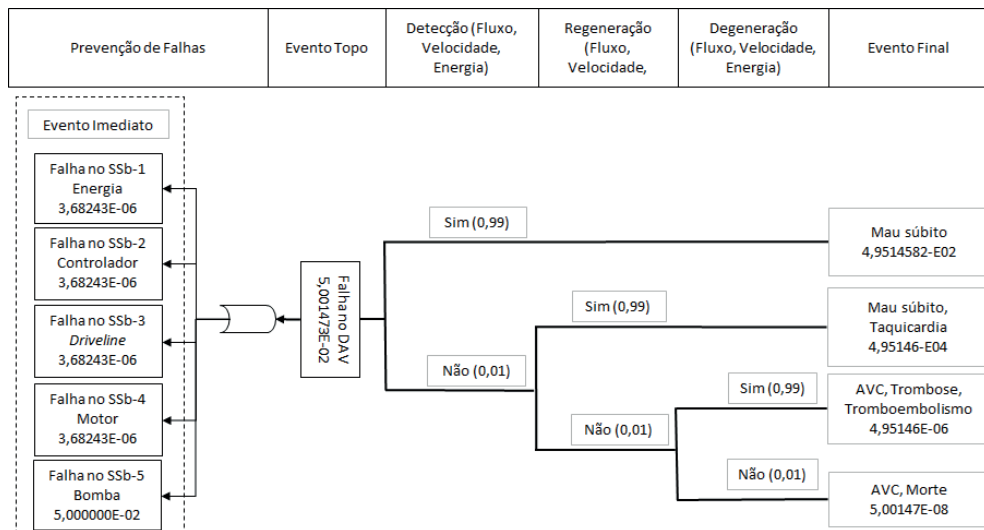 Prevenção de Falhas
Evento Topo
Detecção (Fluxo,
Velocidade,
Energia)
Regeneração
(Fluxo,
Velocidade,
Degeneração
(Fluxo, Velocidade,
Energia)
Evento Final
Evento Imediato
Falha no SSb-1
Energia
3,68243E-06
Falha no SSb-2
Controlador
3,68243E-06
Falha no SSb-3
Driveline
3,68243E-06
Falha no SSb-4
Motor
3,68243E-06
Falha no SSb-5
Bomba
5,000000E-02
Falha no DAV
5,001473E-02
Sim (0,99)
Não (0,01)
Sim (0,99)
Não (0,01)
Sim (0,99)
Não (0,01)
Mau súbito
4,9514582-E02
Mau súbito,
Taquicardia
4,95146-E04
AVC, Trombose,
Tromboembolismo
4,95146E-06
AVC, Morte
5,00147E-08